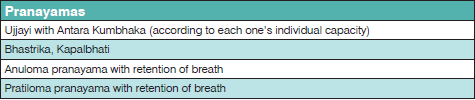 Pranayamas
Ujjayi with Antara Kumbhaka (according to each one's individual capacity)
Bhastrika, Kapalbhati
Anuloma pranayama with retention of breath
Pratiloma pranayama with retention of breath